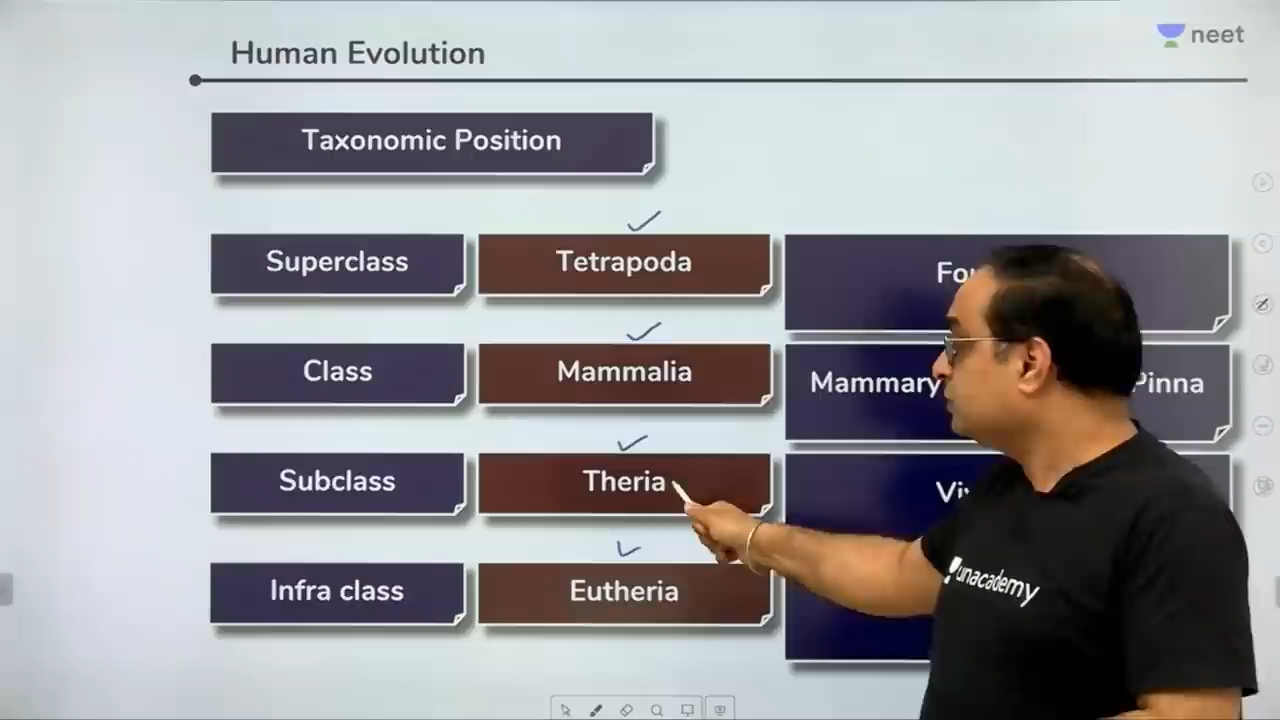 Human Evolution
neet
Taxonomic Position
Superclass
Tetrapoda
Class
Mammalia
Mammary
Pinna
Subclass
Theria
Infra class
Eutheria
unacademy